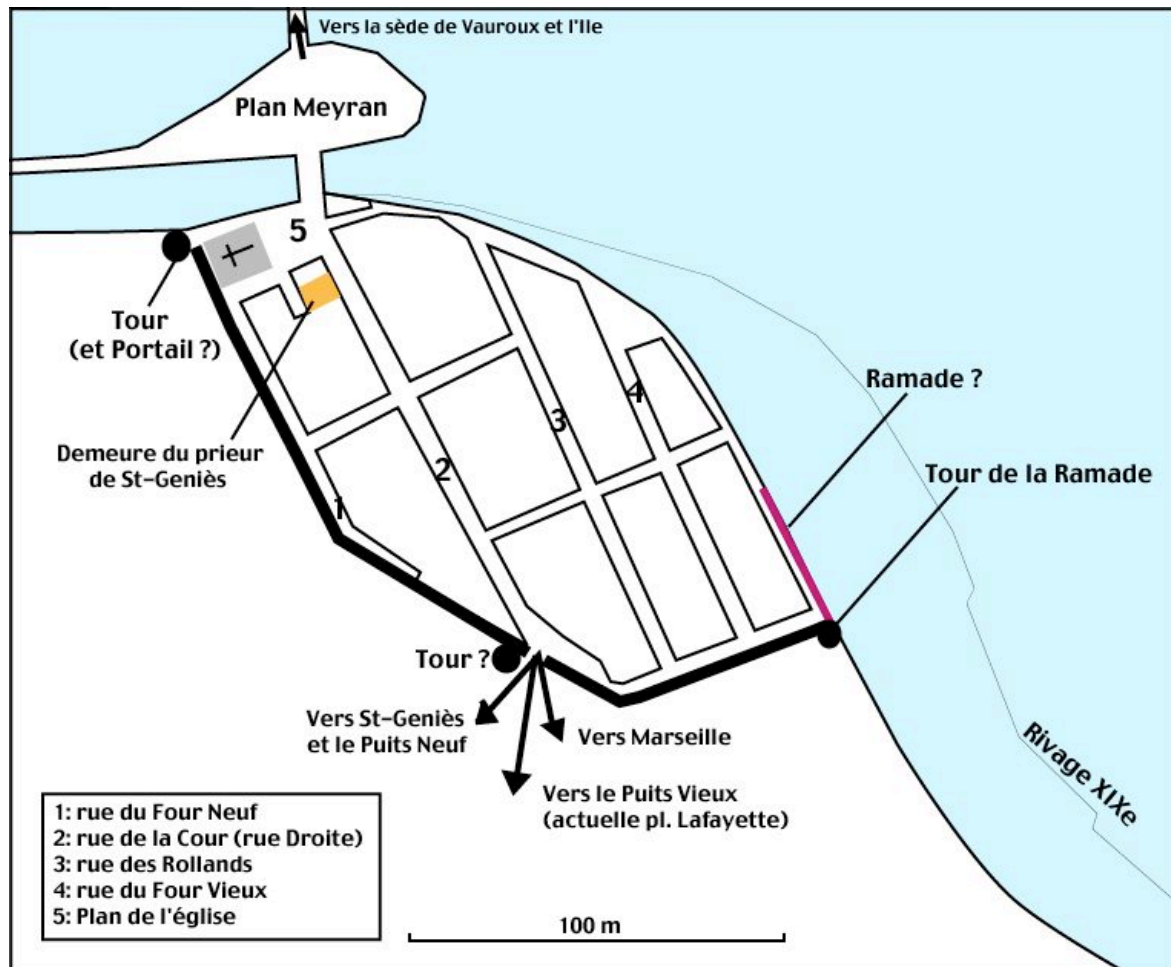 Vers la sède de Vauroux et l'Ile
Plan Meyran
5
Tour
(et Portail ?)
Ramade ?
4
3
Demeure du prieur
de St-Geniès
2
Tour de la Ramade
1
Tour ?
Vers St-Geniès
et le Puits Neuf
Vers Marseille
Rivage XIXe
Vers le Puits Vieux
(actuelle pl. Lafayette)
1: rue du Four Neuf
2: rue de la Cour (rue Droite)
3: rue des Rollands
4: rue du Four Vieux
5: Plan de l'église
100 m